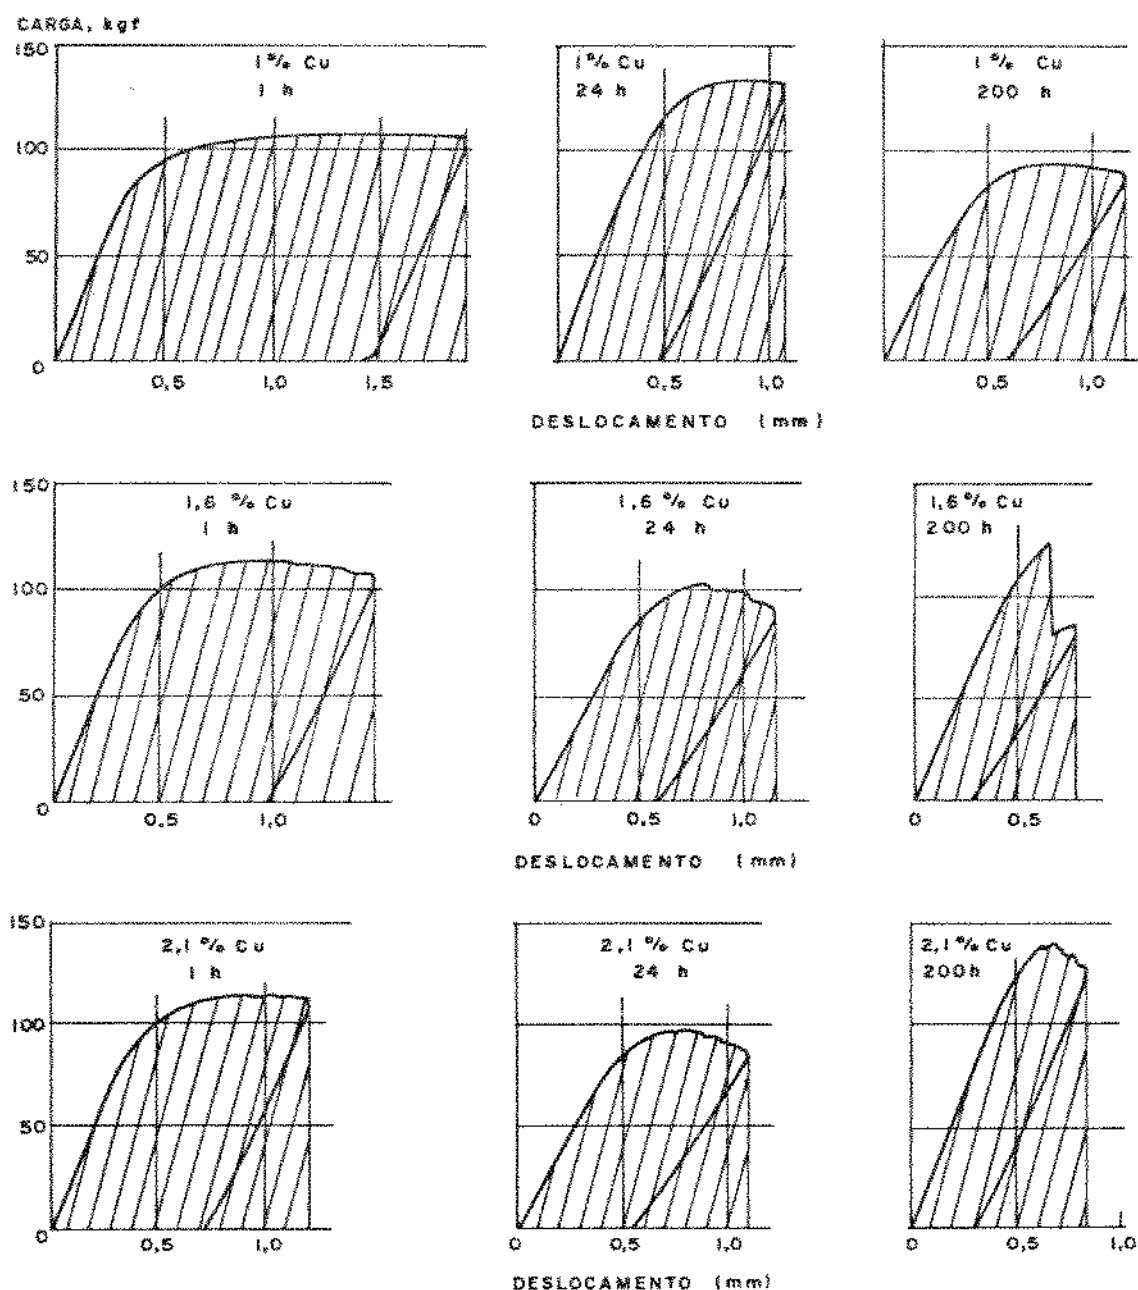 CARGA, kgf
150
1 % Cu
1 h
1 % Cu
24 h
1 % Cu
200 h
100
50
0
0,5 1,0 1,5
0,5 1,0
0,5 1,0
DESLOCAMENTO (mm)
150
1,6 % Cu
1 h
1,6 % Cu
24 h
1,6 % Cu
200 h
100
50
0
0,5 1,0
0 0,5 1,0
0 0,5
DESLOCAMENTO (mm)
150
2,1 % Cu
1 h
2,1 % Cu
24 h
2,1 % Cu
200h
100
50
0
0,5 1,0
0 0,5 1,0
0 0,5 1,0
DESLOCAMENTO (mm)